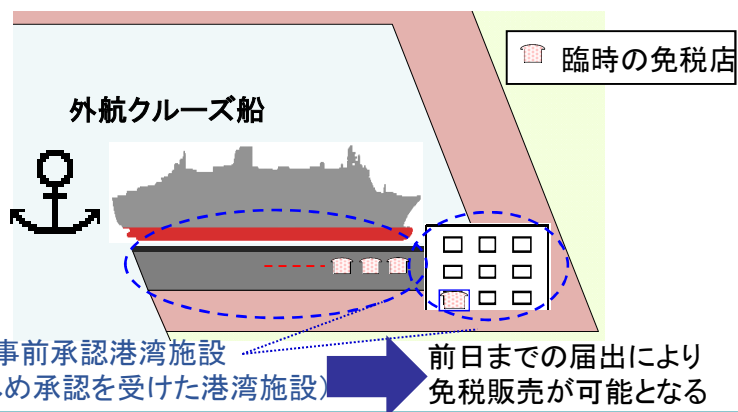 臨時の免税店
外航クルーズ船
事前承認港湾施設
め承認を受けた港湾施設)
前日までの届出により
免税販売が可能となる